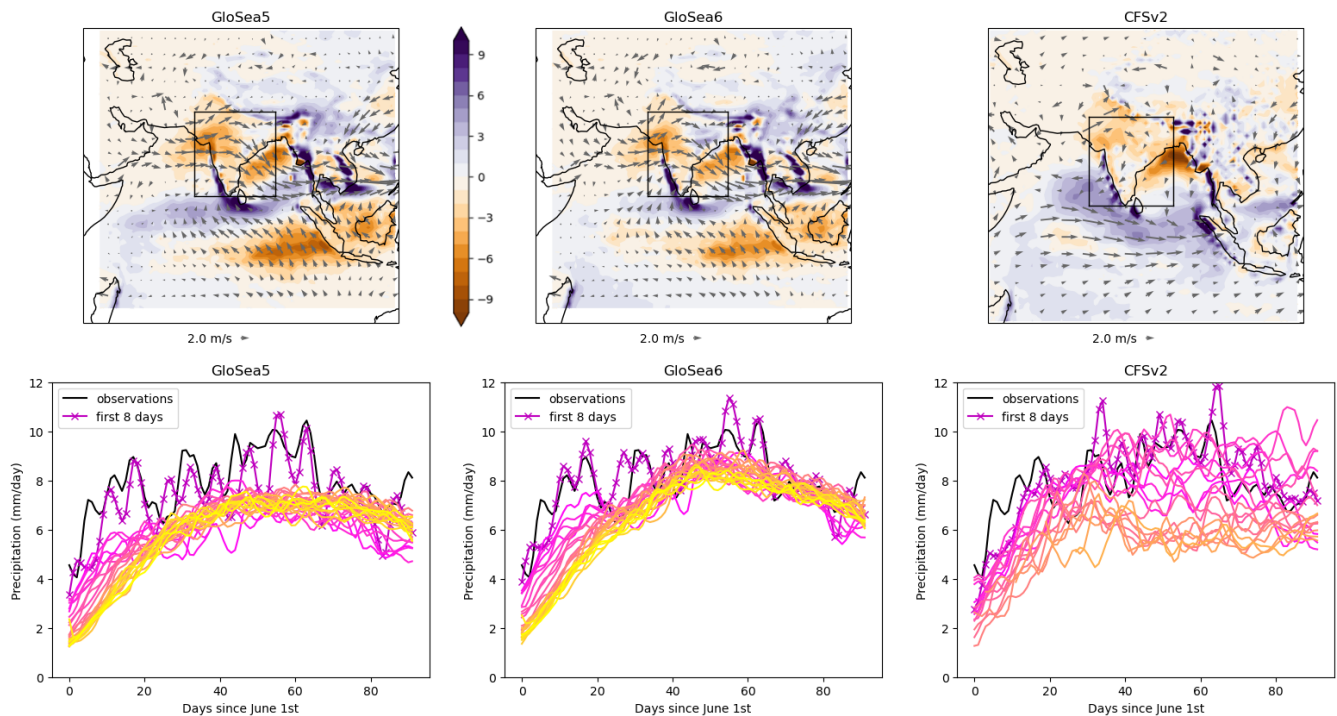 GloSea5
GloSea6
CFSv2
9
6
3
0
−3
−6
−9
2.0 m/s
2.0 m/s
2.0 m/s
GloSea5
GloSea6
CFSv2
Precipitation (mm/day)
12
10
8
6
4
2
0
observations
first 8 days
0
20
40
60
80
Days since June 1st
Precipitation (mm/day)
12
10
8
6
4
2
0
observations
first 8 days
0
20
40
60
80
Days since June 1st
Precipitation (mm/day)
12
10
8
6
4
2
0
observations
first 8 days
0
20
40
60
80
Days since June 1st